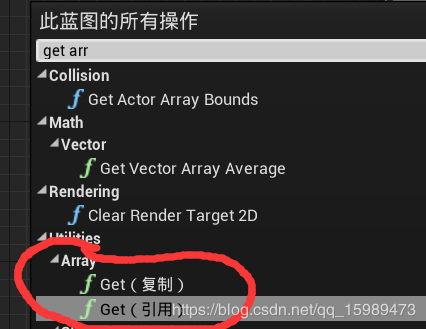 此蓝图的所有操作
get arr
Collision
Get Actor Array Bounds
Math
Vector
Get Vector Array Average
Rendering
Clear Render Target 2D
Utilities
Array
Get（复制）
Get（引用）
https://blog.csdn.net/qq_15989473